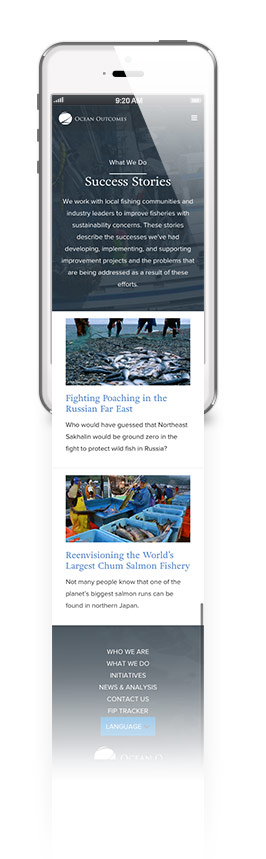 9:20 AM
OCEAN OUTCOMES
What We Do
Success Stories
We work with local fishing communities and
industry leaders to improve fisheries with
sustainability concerns. These stories
describe the successes we've had
developing, implementing, and supporting
improvement projects and the problems that
are being addressed as a result of these
efforts.
Fighting Poaching in the
Russian Far East
Who would have guessed that Northeast
Sakhalin would be ground zero in the
fight to protect wild fish in Russia?
Reenvisioning the World's
Largest Chum Salmon Fishery
Not many people know that one of the
planet's biggest salmon runs can be
found in northern Japan.
WHO WE ARE
WHAT WE DO
INITIATIVES
NEWS & ANALYSIS
CONTACT US
FIP TRACKER
LANGUAGE